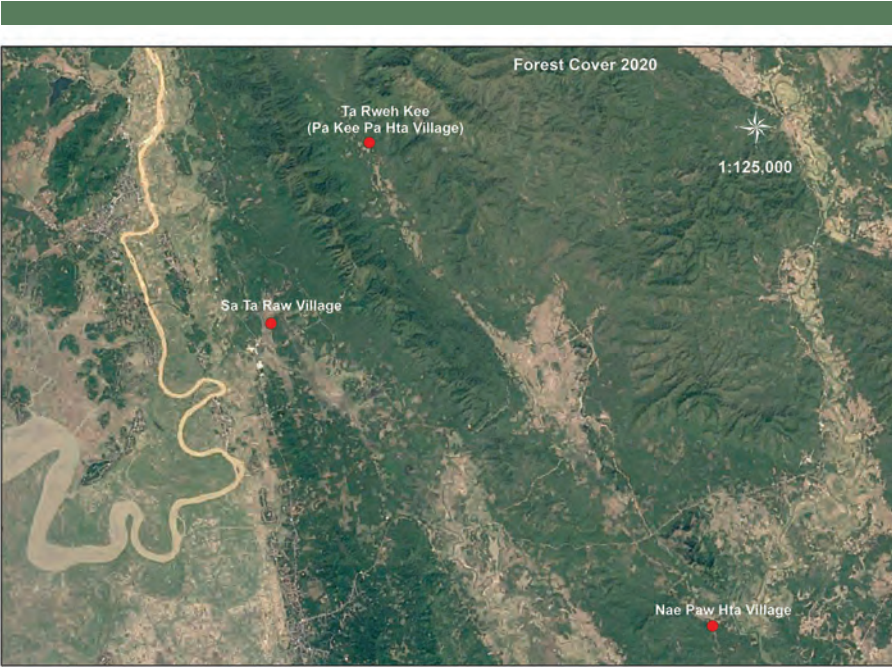 Forest Cover 2020
Ta Rweh Kee
(Pa Kee Pa Hta Village)
1:125,000
Sa Ta Raw Village
Nae Paw Hta Village